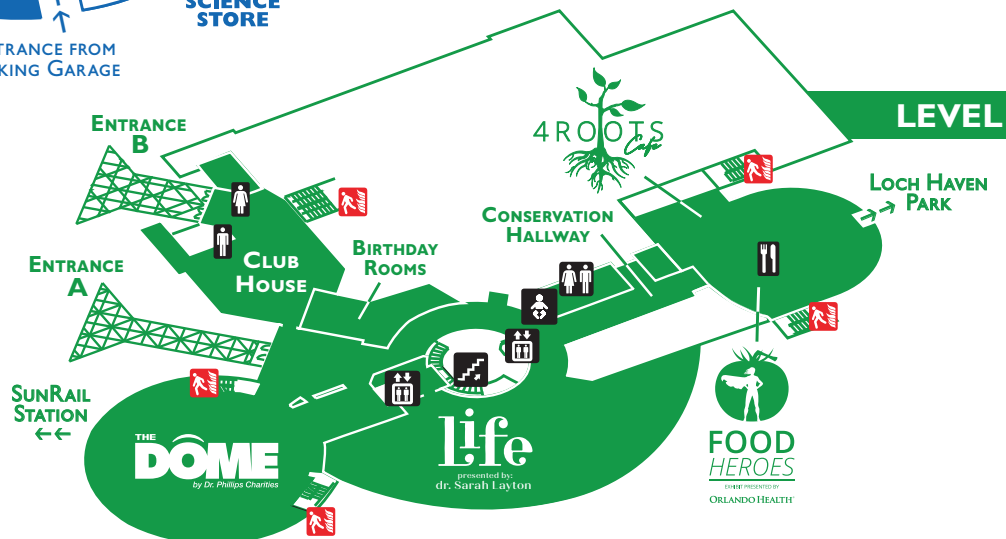 SCIENCE
STORE
TRANCE FROM
KING GARAGE
ENTRANCE
B
4ROOTS
Cafe
LEVEL
LOCH HAVEN
PARK
CONSERVATION
HALLWAY
BIRTHDAY
ROOMS
CLUB
HOUSE
ENTRANCE
A
SUNRAIL
STATION
THE
DOME
by Dr. Phillips Charities
Life
presented by:
dr. Sarah Layton
FOOD
HEROES
EXHIBIT PRESENTED BY
ORLANDO HEALTH®